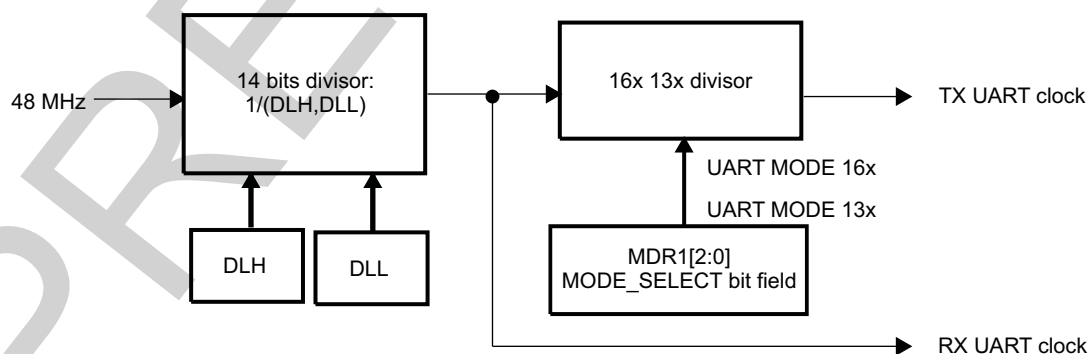 14 bits divisor:
1/(DLH,DLL)
16x 13x divisor
48 MHz
TX UART clock
UART MODE 16x
UART MODE 13x
DLH
DLL
MDR1[2:0]
MODE_SELECT bit field
RX UART clock